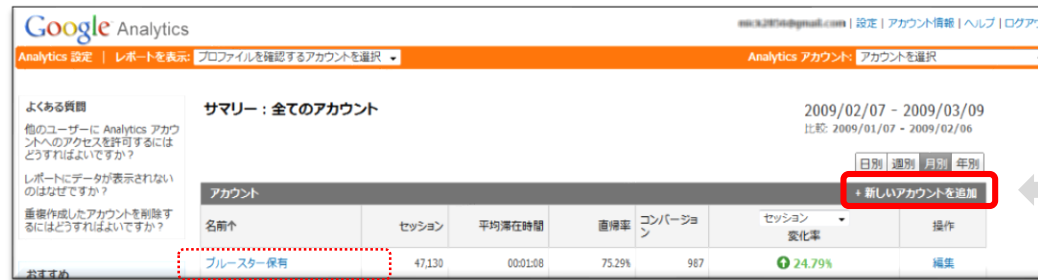 Google Analytics
設定 | アカウント情報 | ヘルプ | ログアウ
Analytics 設定 | レポートを表示: プロファイルを確認するアカウントを選択
Analytics アカウント: アカウントを選択
よくある質問
他のユーザーに Analytics アカウ
ントへのアクセスを許可するには
どうすればよいですか？
レポートにデータが表示されない
のはなぜですか？
重複作成したアカウントを削除す
るにはどうすればよいですか？
おすすめ
サマリー：全てのアカウント
2009/02/07 - 2009/03/09
比較: 2009/01/07 - 2009/02/06
日別 週別 月別 年別
アカウント
+ 新しいアカウントを追加
名前↑ セッション 平均滞在時間 直帰率 コンバージョ
ン
セッション
変化率
操作
ブルースター保有 47,130 00:01:08 75.29% 987 24.79% 編集